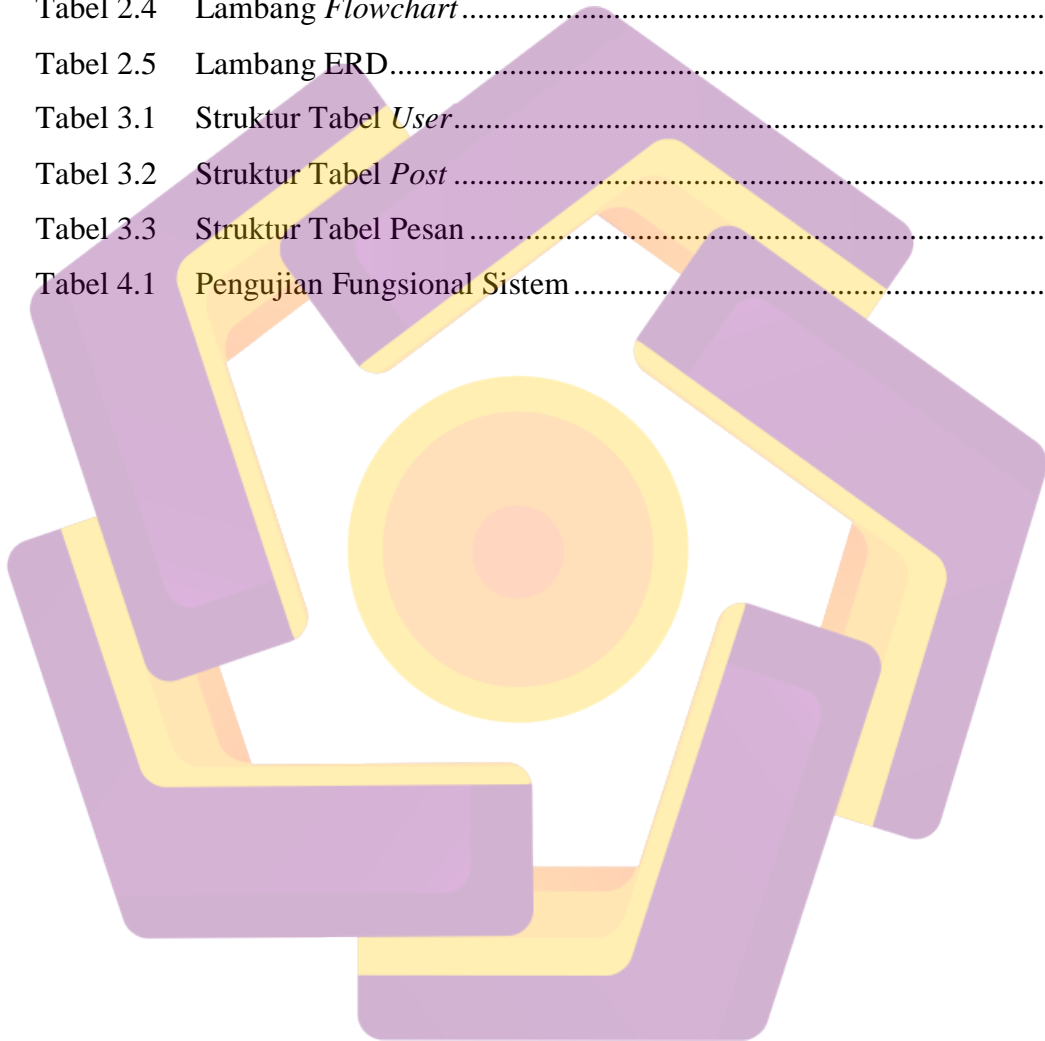 Tabel 2.4 Lambang Flowchart........................................................................
Tabel 2.5 Lambang ERD.................................................................................
Tabel 3.1 Struktur Tabel User.........................................................................
Tabel 3.2 Struktur Tabel Post.........................................................................
Tabel 3.3 Struktur Tabel Pesan.......................................................................
Tabel 4.1 Pengujian Fungsional Sistem..........................................................